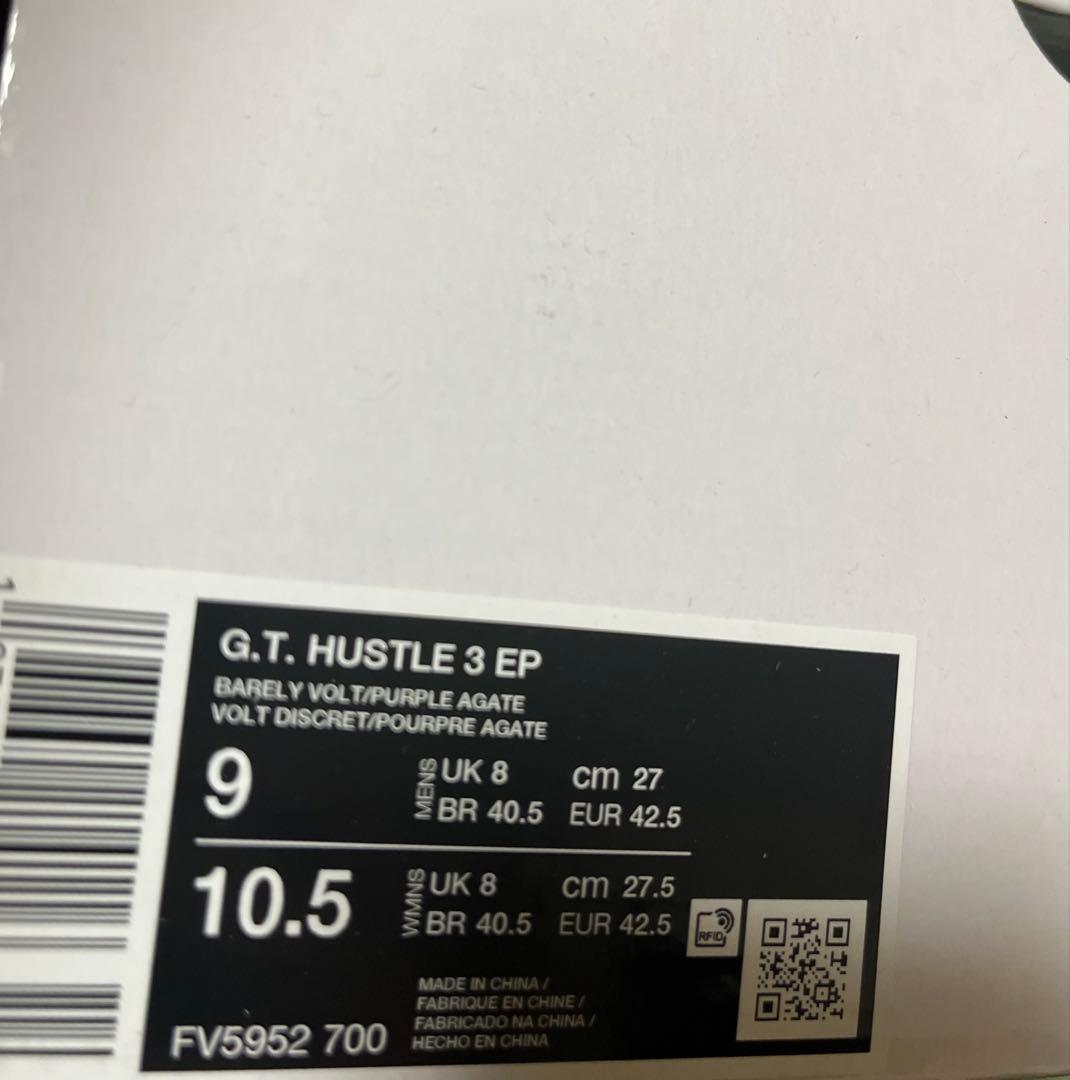 G.T. HUSTLE 3 EP
BARELY VOLT/PURPLE AGATE
VOLT DISCRET/POURPRE AGATE
9 MENS UK 8 cm 27
BR 40.5 EUR 42.5
10.5 WMNS UK 8 cm 27.5
BR 40.5 EUR 42.5
RFID
MADE IN CHINA /
FABRIQUE EN CHINE /
FABRICADO NA CHINA /
HECHO EN CHINA
FV5952 700